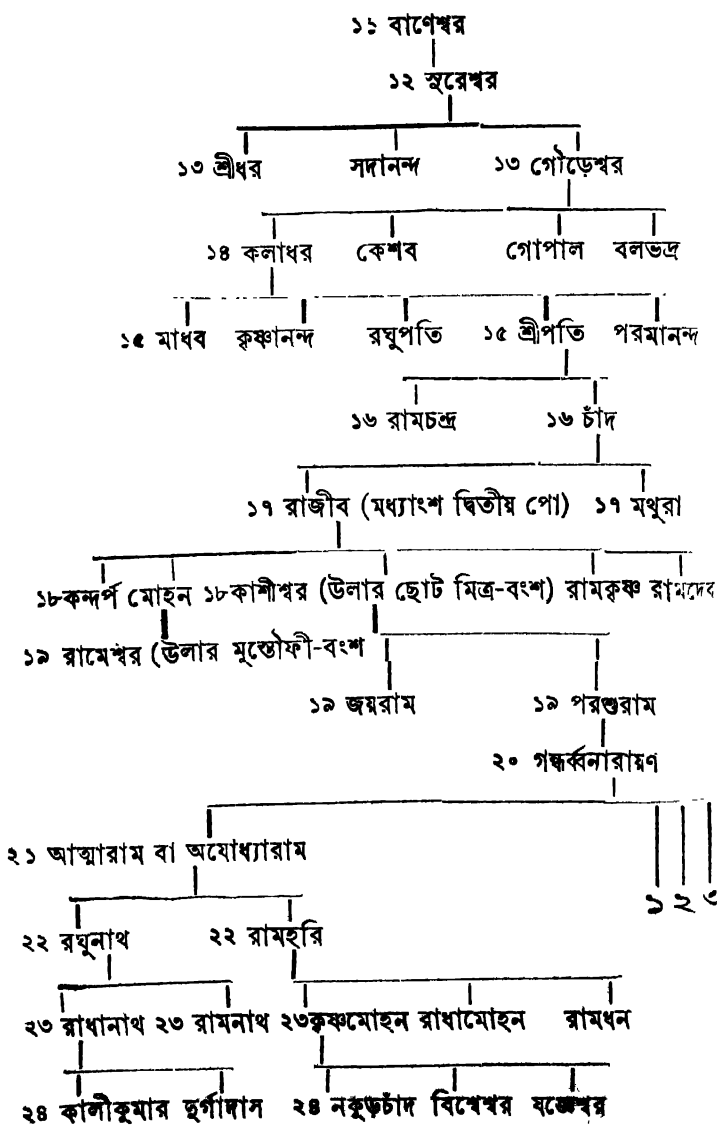 ১১ বাণেশ্বর
১২ সুরেশ্বর
১৩ শ্রীধর সদানন্দ ১৩ গৌড়েশ্বর
১৪ কলাধর কেশব গোপাল বলভদ্র
১৫ মাধব কৃষ্ণানন্দ রঘুপতি ১৫ শ্রীপতি পরমানন্দ
১৬ রামচন্দ্র ১৬ চাঁদ
১৭ রাজীব (মধ্যাংশ দ্বিতীয় পো) ১৭ মথুরা
১৮কন্দর্প মোহন ১৮কাশীশ্বর (উলার ছোট মিত্র-বংশ) রামকৃষ্ণ রামদেব
১৯ রামেশ্বর (উলার মুস্তৌফী-বংশ
১৯ জয়রাম ১৯ পরশুরাম
২০ গন্ধর্ব্বনারায়ণ
২১ আত্মারাম বা অযোধ্যারাম
১ ২ ৩
২২ রঘুনাথ ২২ রামহরি
২৩ রাধানাথ ২৩ রামনাথ ২৩কৃষ্ণমোহন রাধামোহন রামধন
২৪ কালীকুমার দুর্গাদাস ২৪ নকুড়চাঁদ বিশ্বেশ্বর যজ্ঞেশ্বর